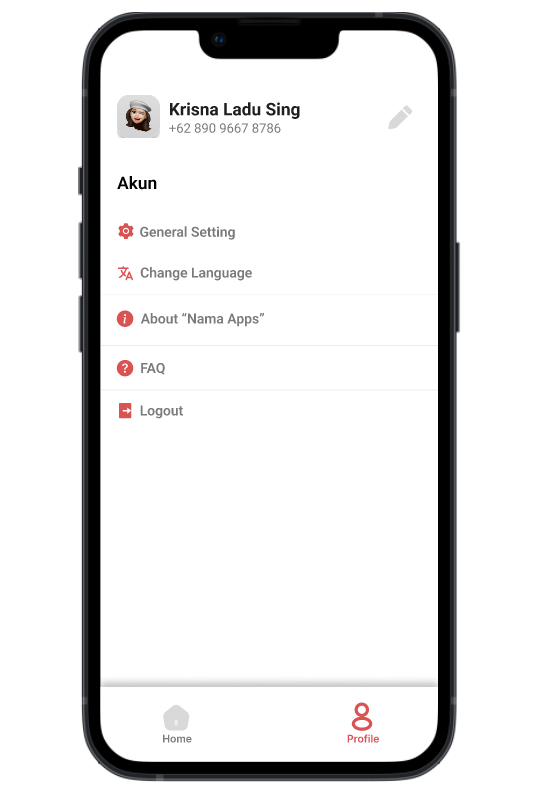 Krisna Ladu Sing
+62 890 9667 8786
Akun
General Setting
Change Language
About “Nama Apps”
FAQ
Logout
Home
Profile